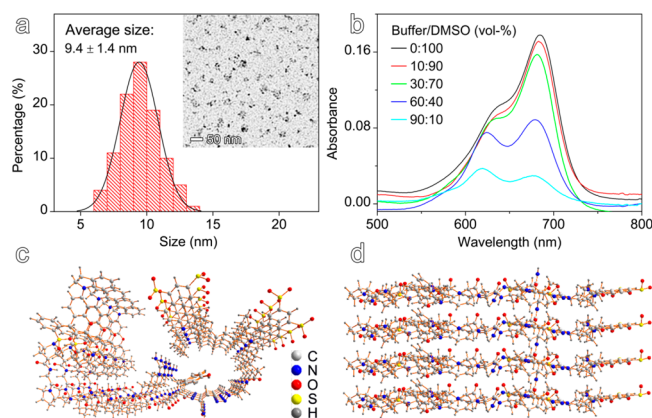 a
Average size:
9.4 ± 1.4 nm
50 nm
Percentage (%)
30
20
10
0
5
10
15
20
Size (nm)
b
Buffer/DMSO (vol-%)
0:100
10:90
30:70
60:40
90:10
Absorbance
0.16
0.08
0.00
500
600
700
800
Wavelength (nm)
c
C
N
O
S
H
d